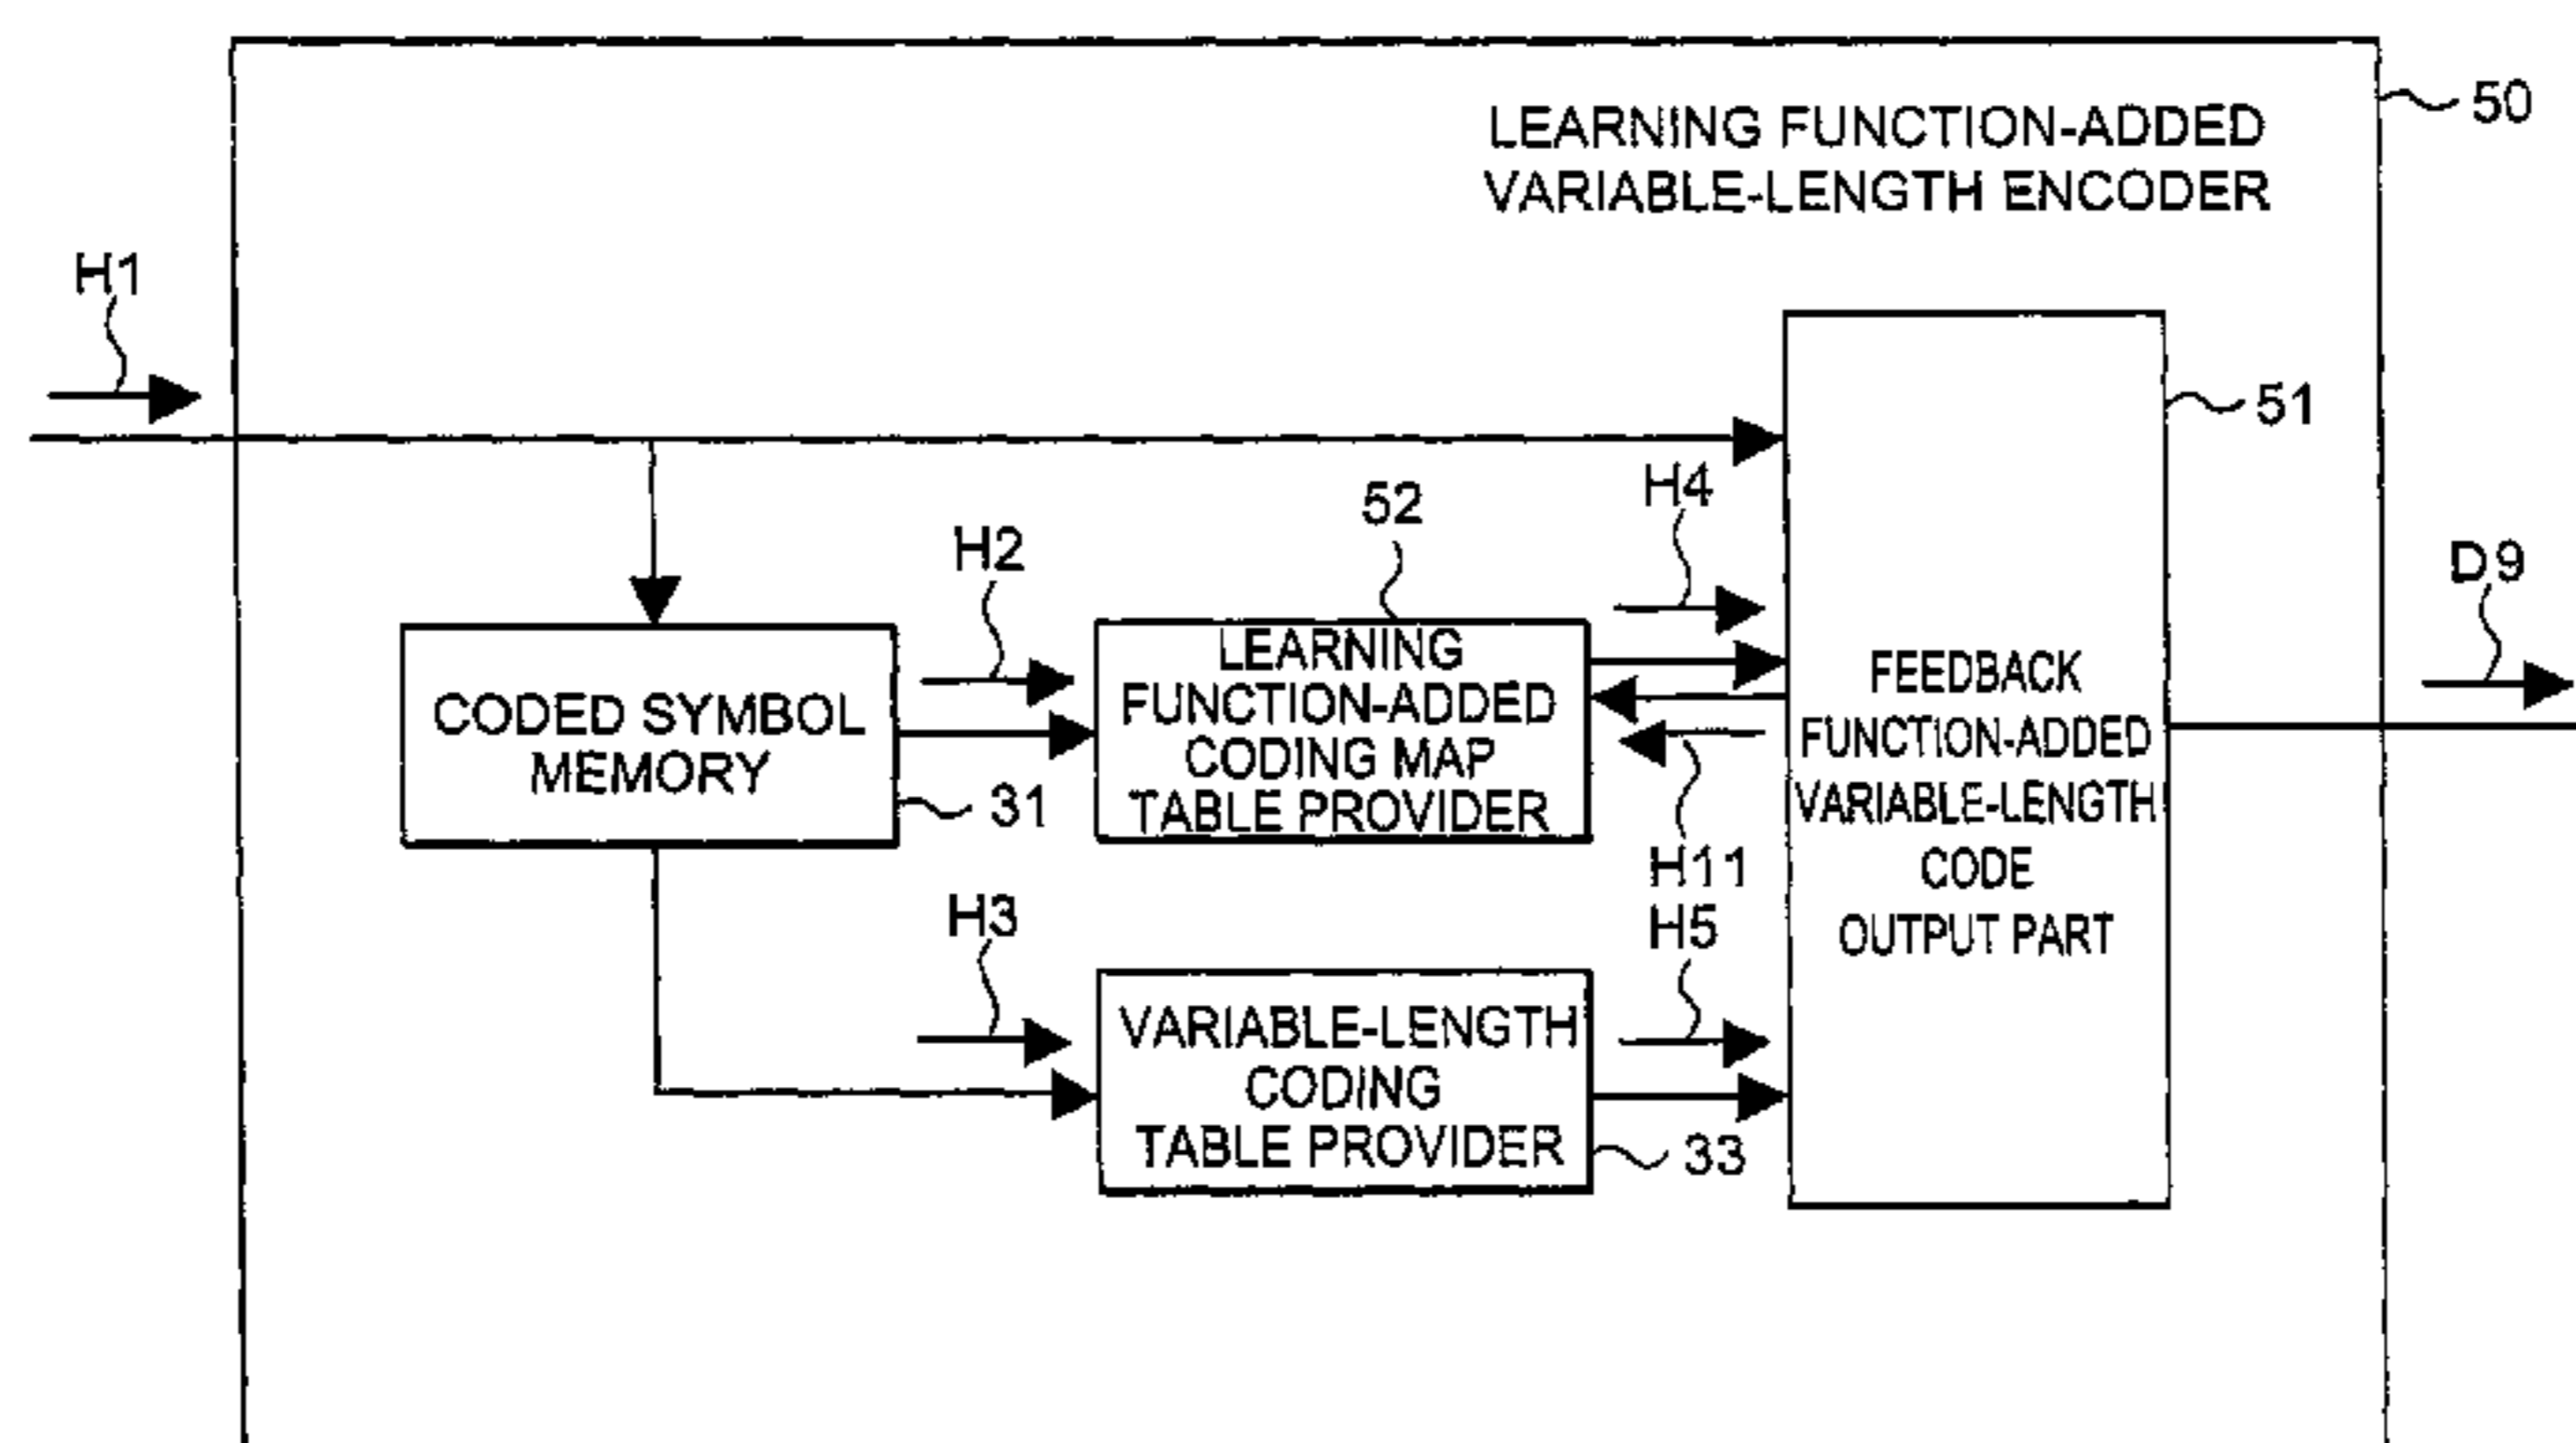 50
LEARNING FUNCTION-ADDED
VARIABLE-LENGTH ENCODER
H1
51
H4
52
H2
D9
LEARNING
FUNCTION-ADDED
CODING MAP
TABLE PROVIDER
CODED SYMBOL
MEMORY
31
FEEDBACK
FUNCTION-ADDED
VARIABLE-LENGTH
CODE
OUTPUT PART
H11
H3
H5
VARIABLE-LENGTH
CODING
TABLE PROVIDER
33